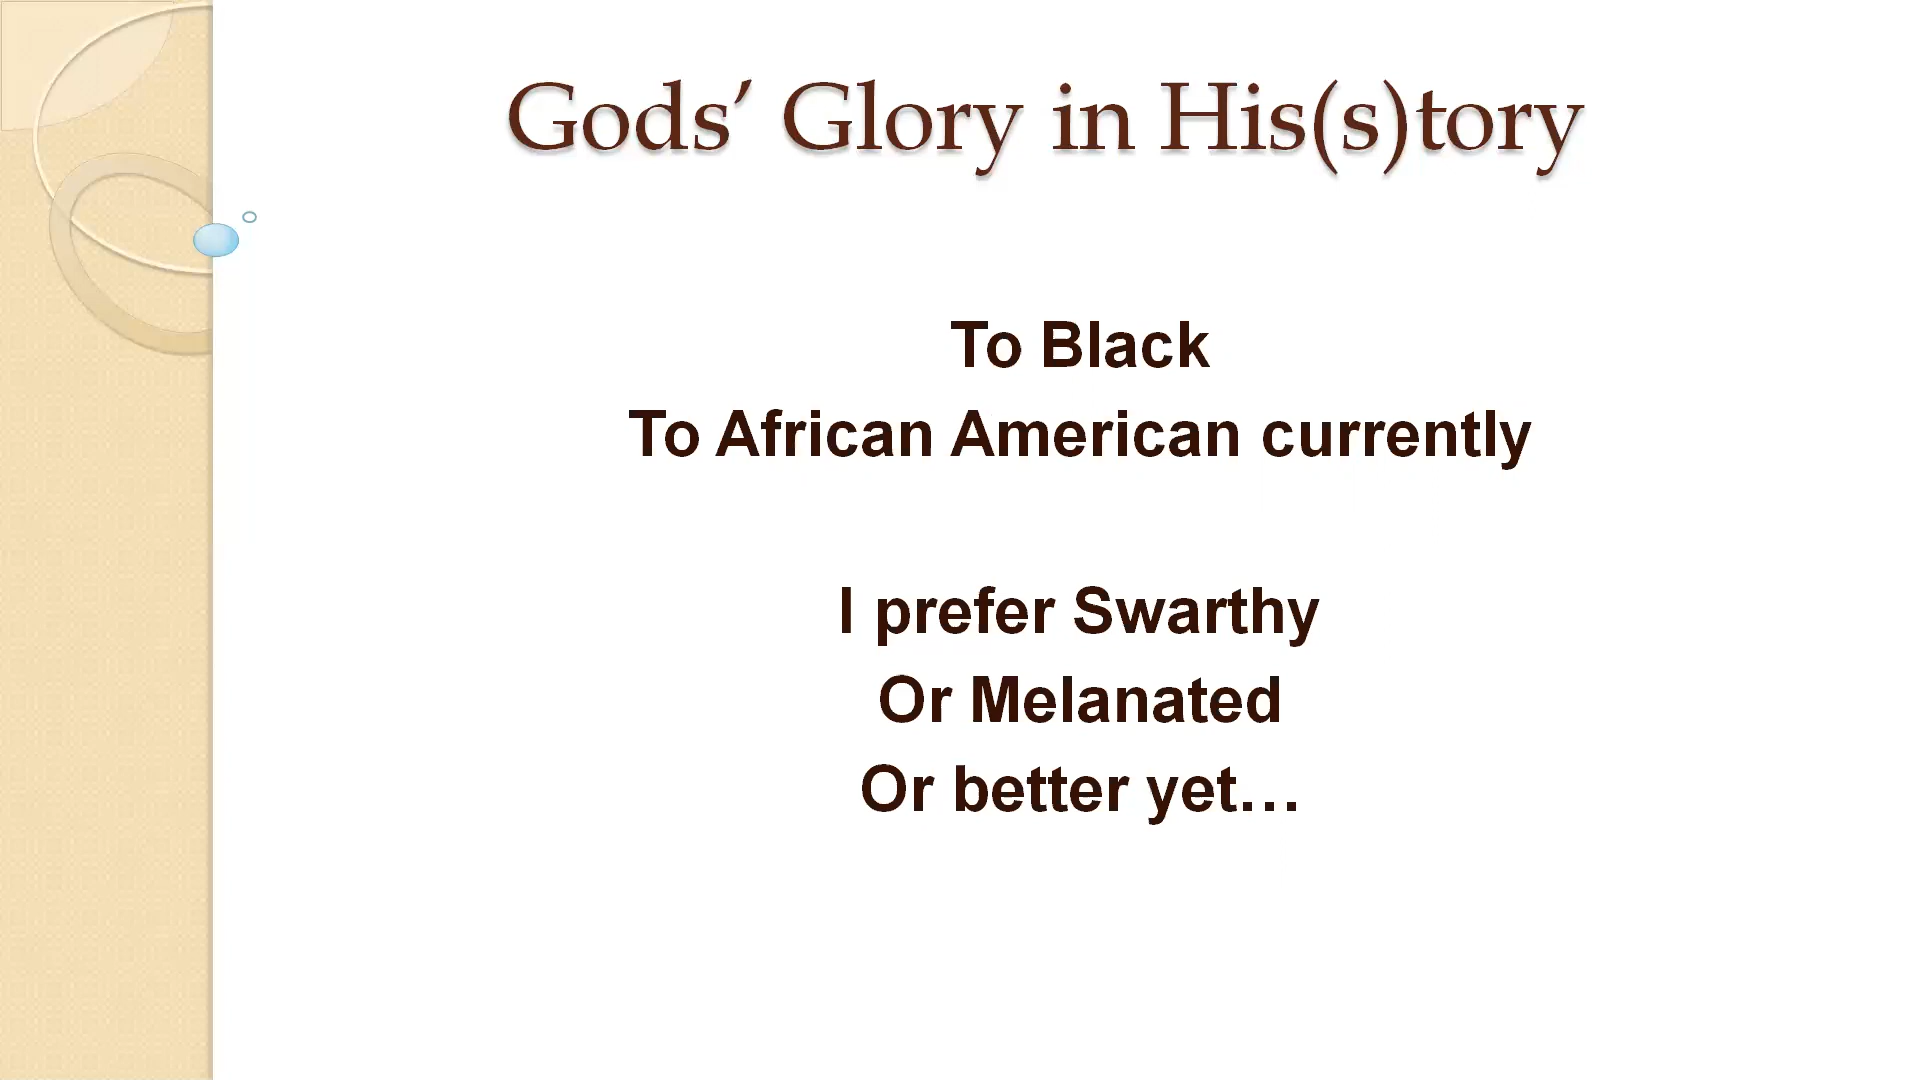 Gods’ Glory in His(s)tory
To Black
To African American currently
I prefer Swarthy
Or Melanated
Or better yet…